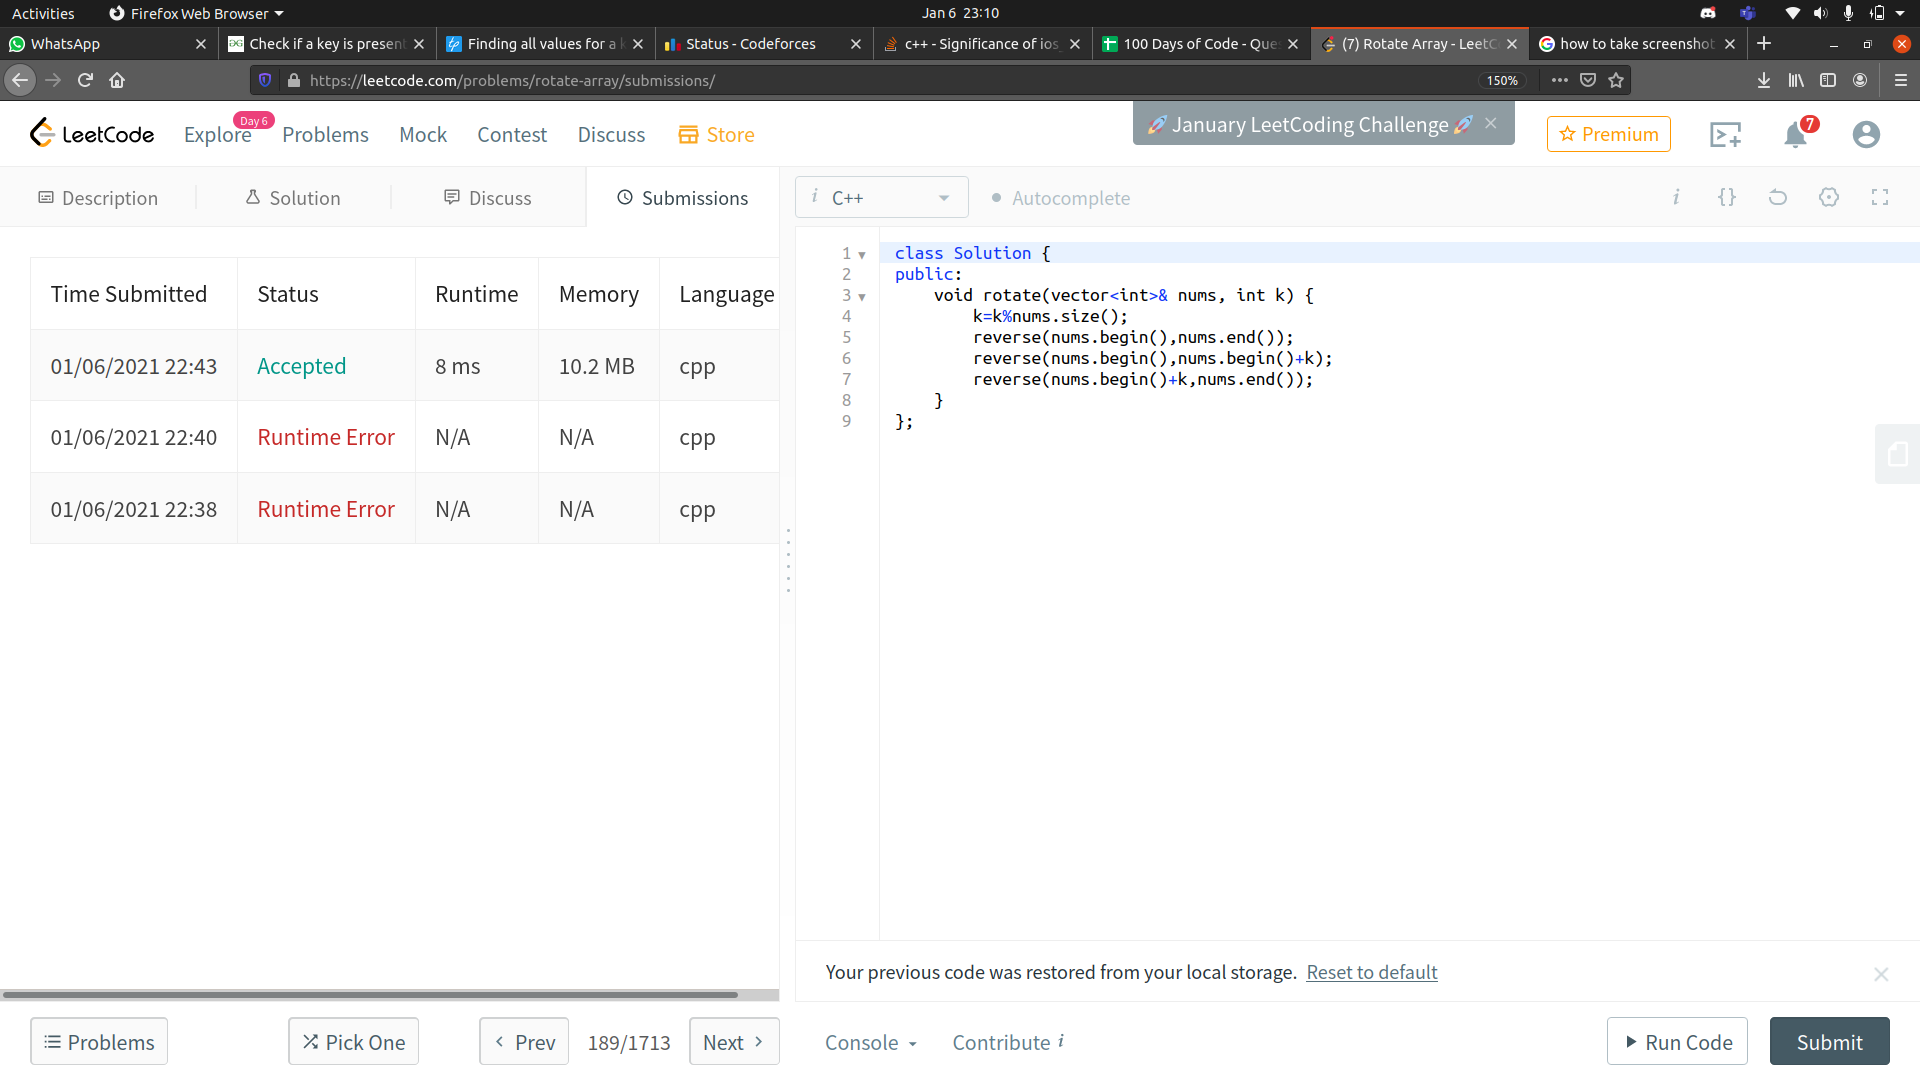 Activities Firefox Web Browser Jan 6 23:10
WhatsApp Check if a key is present Finding all values for a k Status - Codeforces c++ - Significance of ios_ 100 Days of Code - Que (7) Rotate Array - LeetC how to take screenshot
https://leetcode.com/problems/rotate-array/submissions/ 150%
LeetCode Explore Day 6 Problems Mock Contest Discuss Store 🚀 January LeetCoding Challenge 🚀 Premium 7
Description Solution Discuss Submissions i C++ Autocomplete i {}
Time Submitted Status Runtime Memory Language
01/06/2021 22:43 Accepted 8 ms 10.2 MB cpp
01/06/2021 22:40 Runtime Error N/A N/A cpp
01/06/2021 22:38 Runtime Error N/A N/A cpp
1 class Solution {
2 public:
3     void rotate(vector<int>& nums, int k) {
4         k=k%nums.size();
5         reverse(nums.begin(),nums.end());
6         reverse(nums.begin(),nums.begin()+k);
7         reverse(nums.begin()+k,nums.end());
8     }
9 };
Your previous code was restored from your local storage. Reset to default
Problems Pick One Prev 189/1713 Next Console Contribute i Run Code Submit